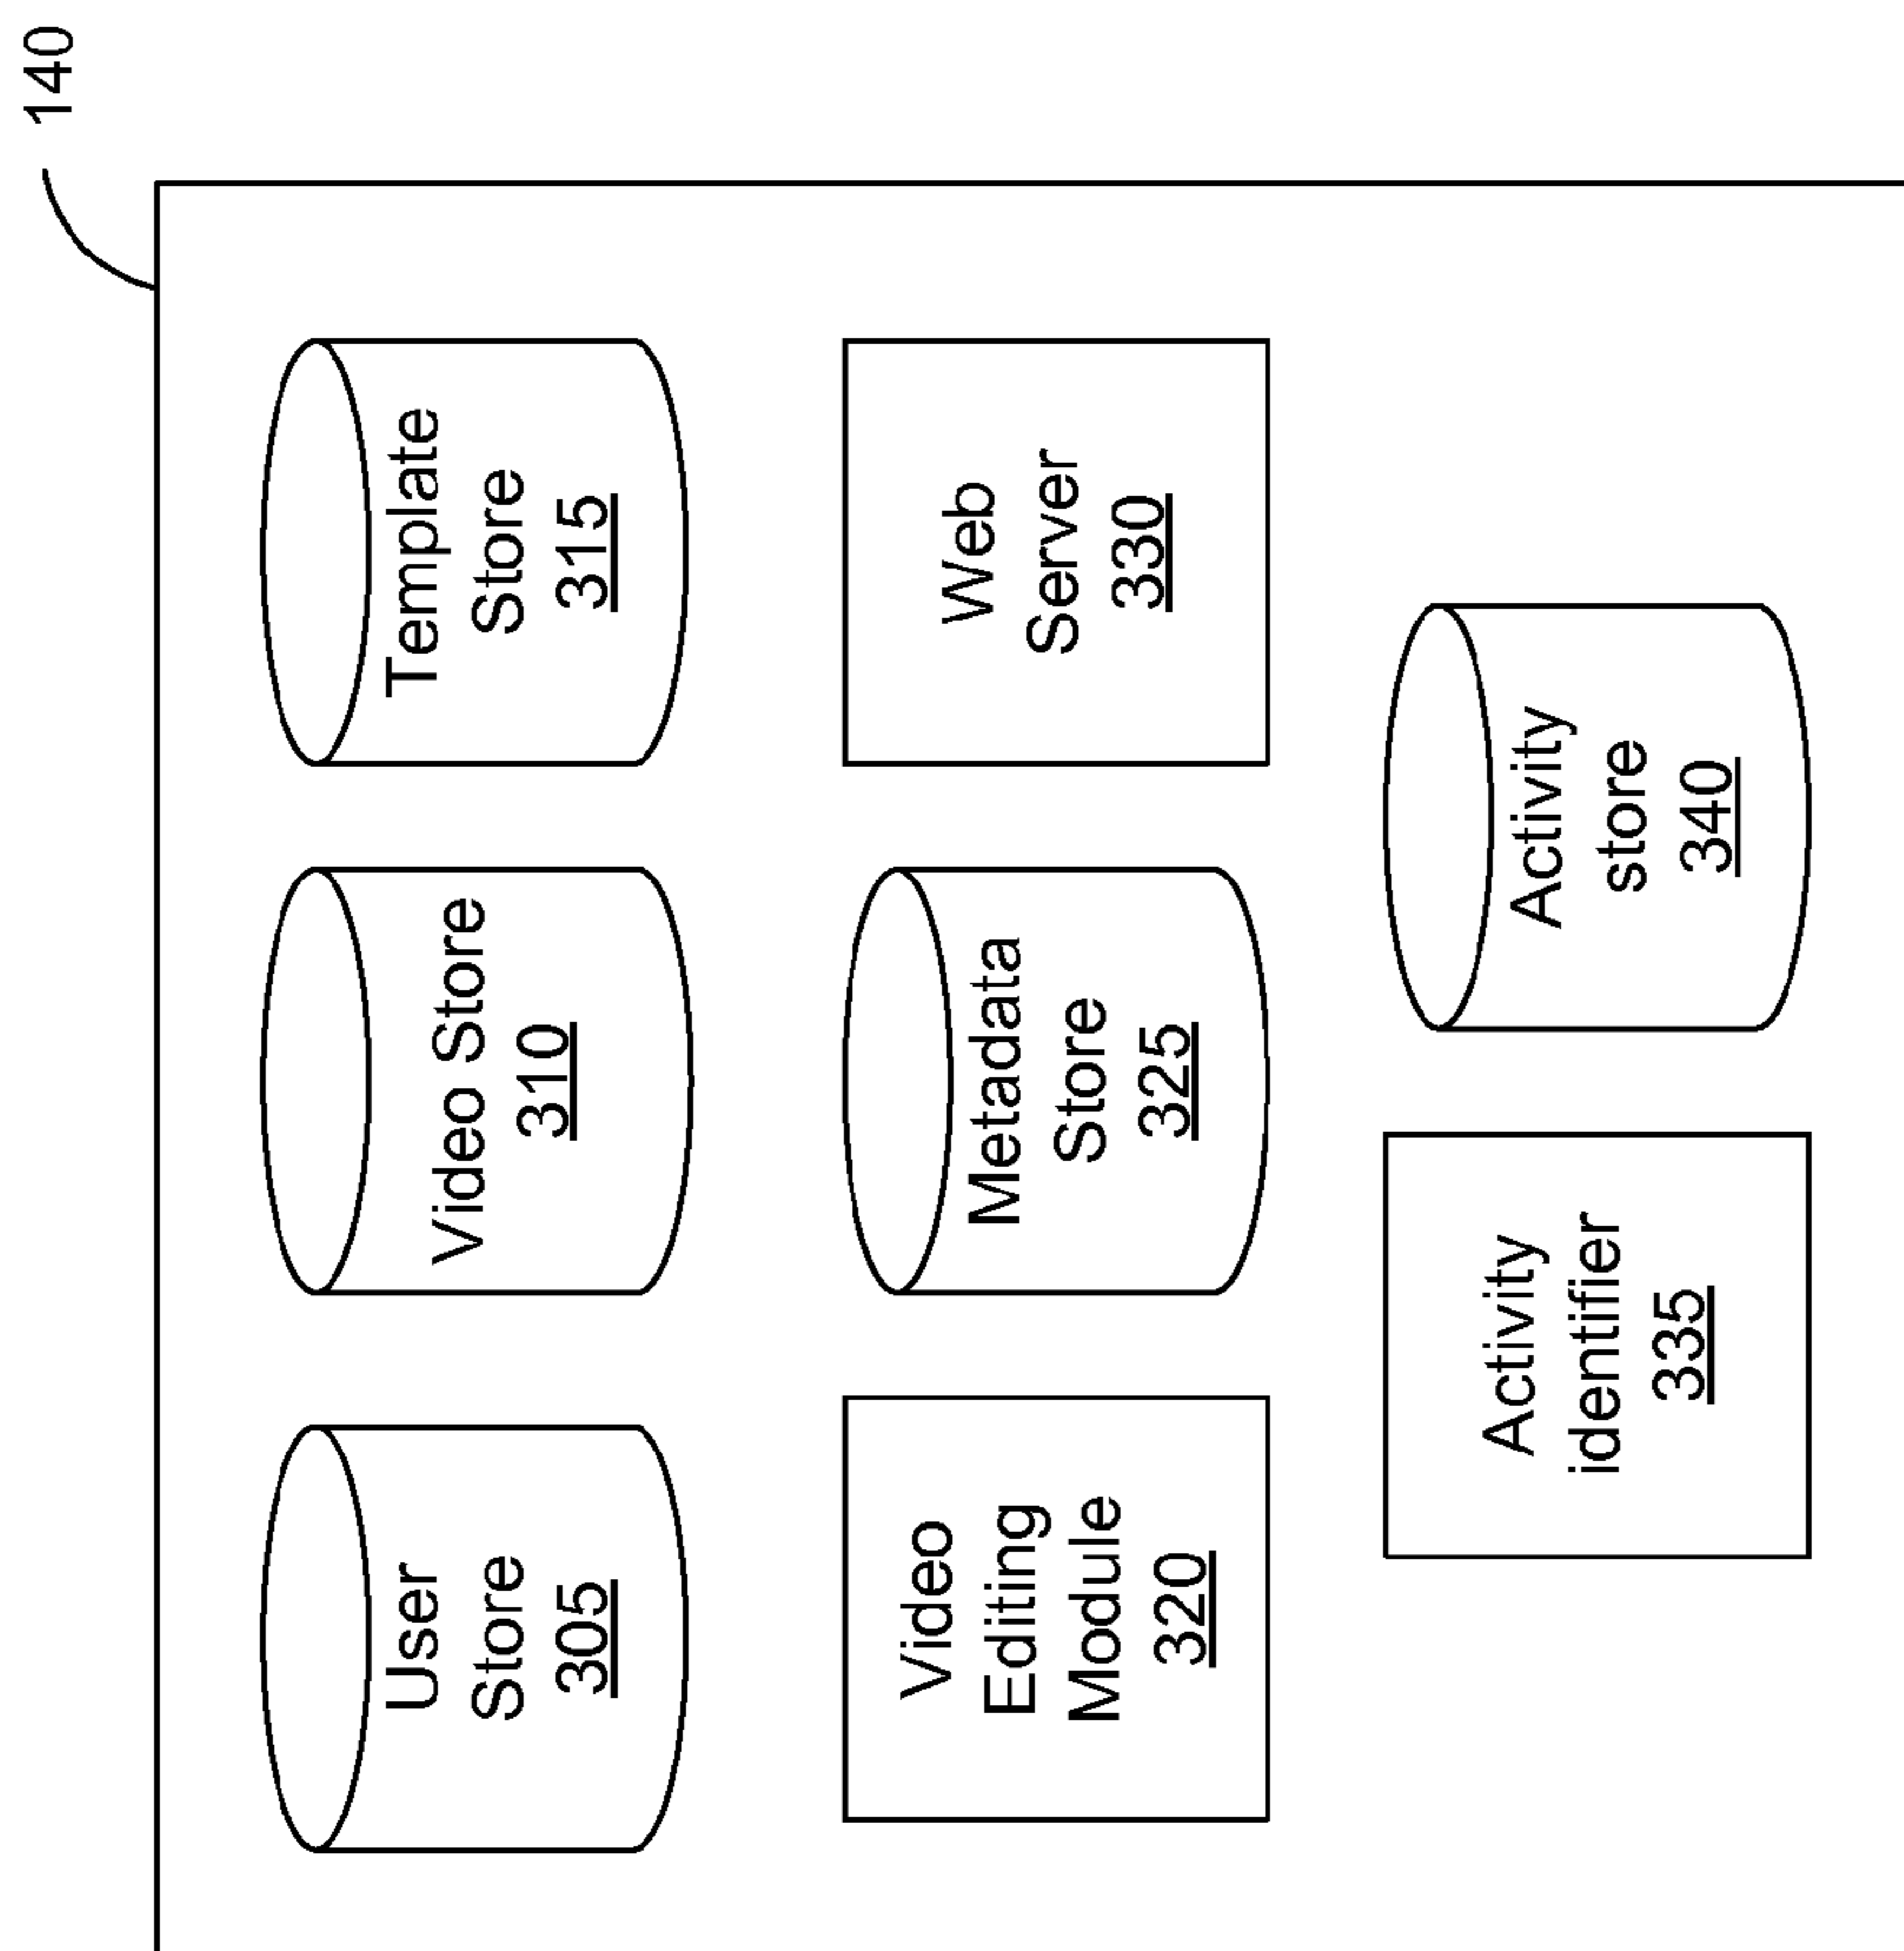 140
User
Store
305
Video Store
310
Template
Store
315
Video
Editing
Module
320
Metadata
Store
325
Web
Server
330
Activity
identifier
335
Activity
store
340